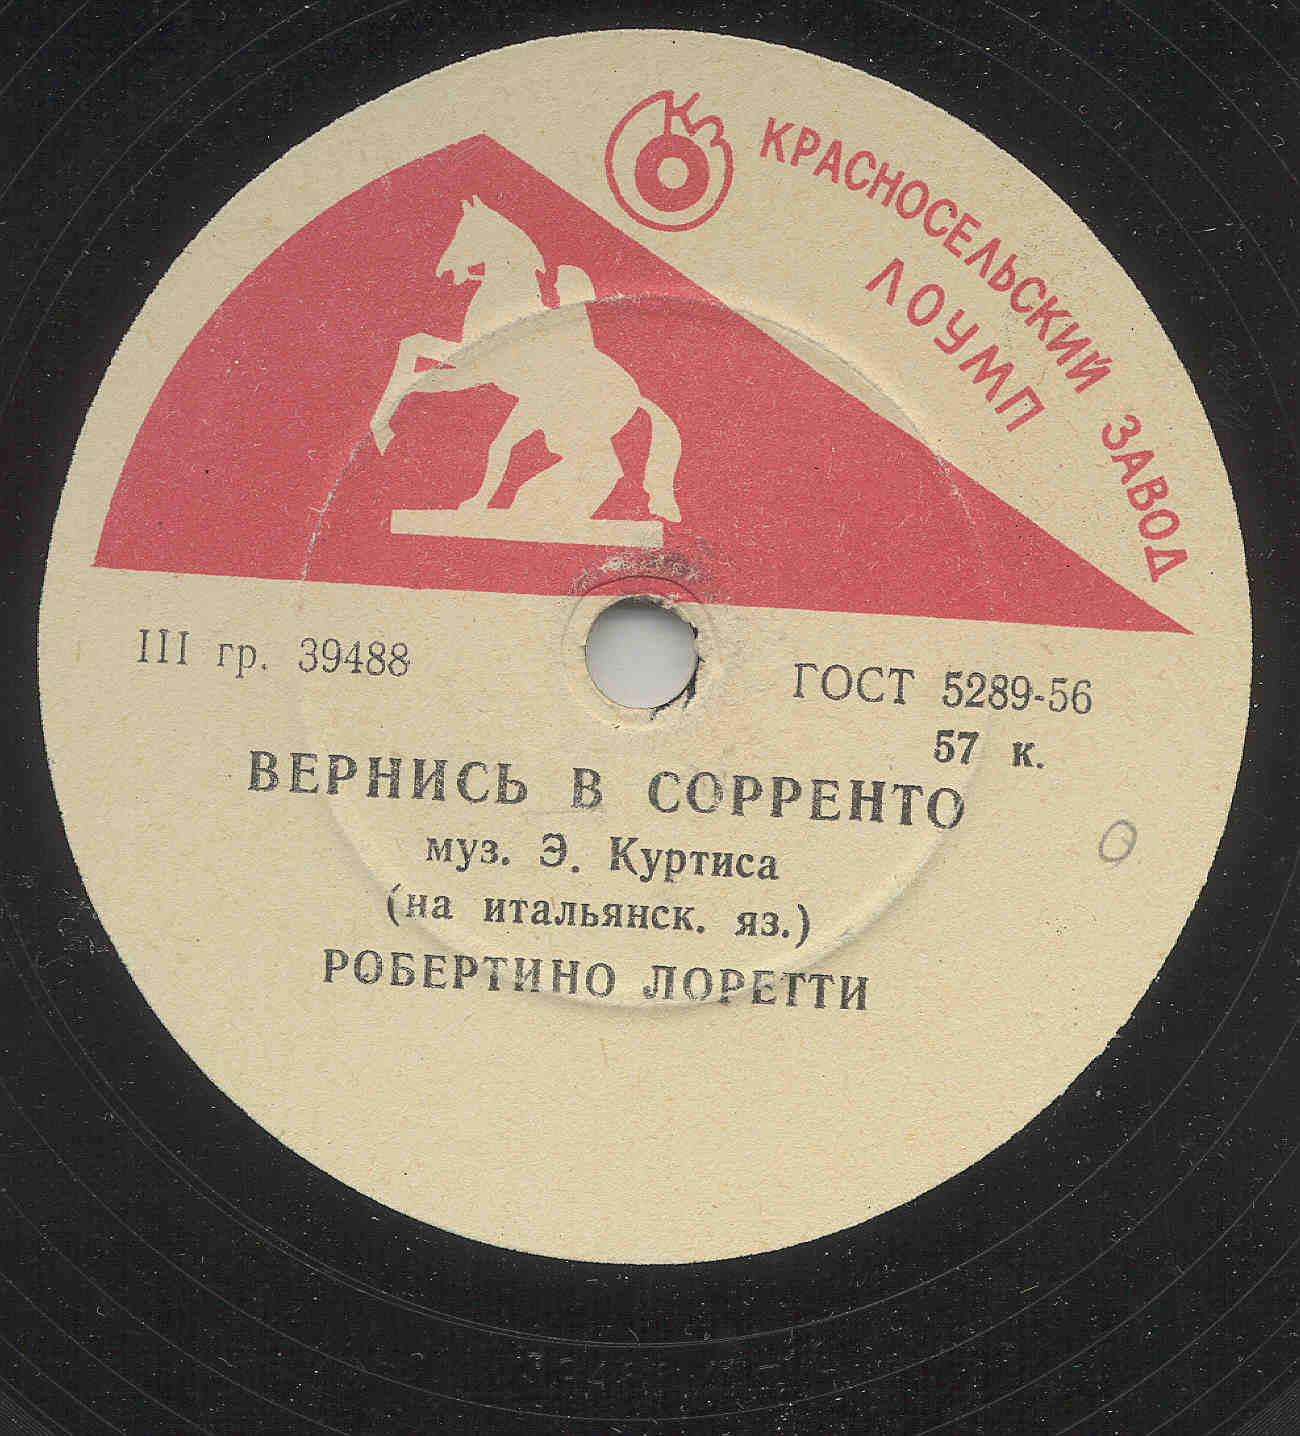 КРАСНОСЕЛЬСКИЙ ЗАВОД
ЛОУМП
III гр. 39488
ГОСТ 5289-56
57 к.
ВЕРНИСЬ В СОРРЕНТО
муз. Э. Куртиса
(на итальянск. яз.)
РОБЕРТИНО ЛОРЕТТИ